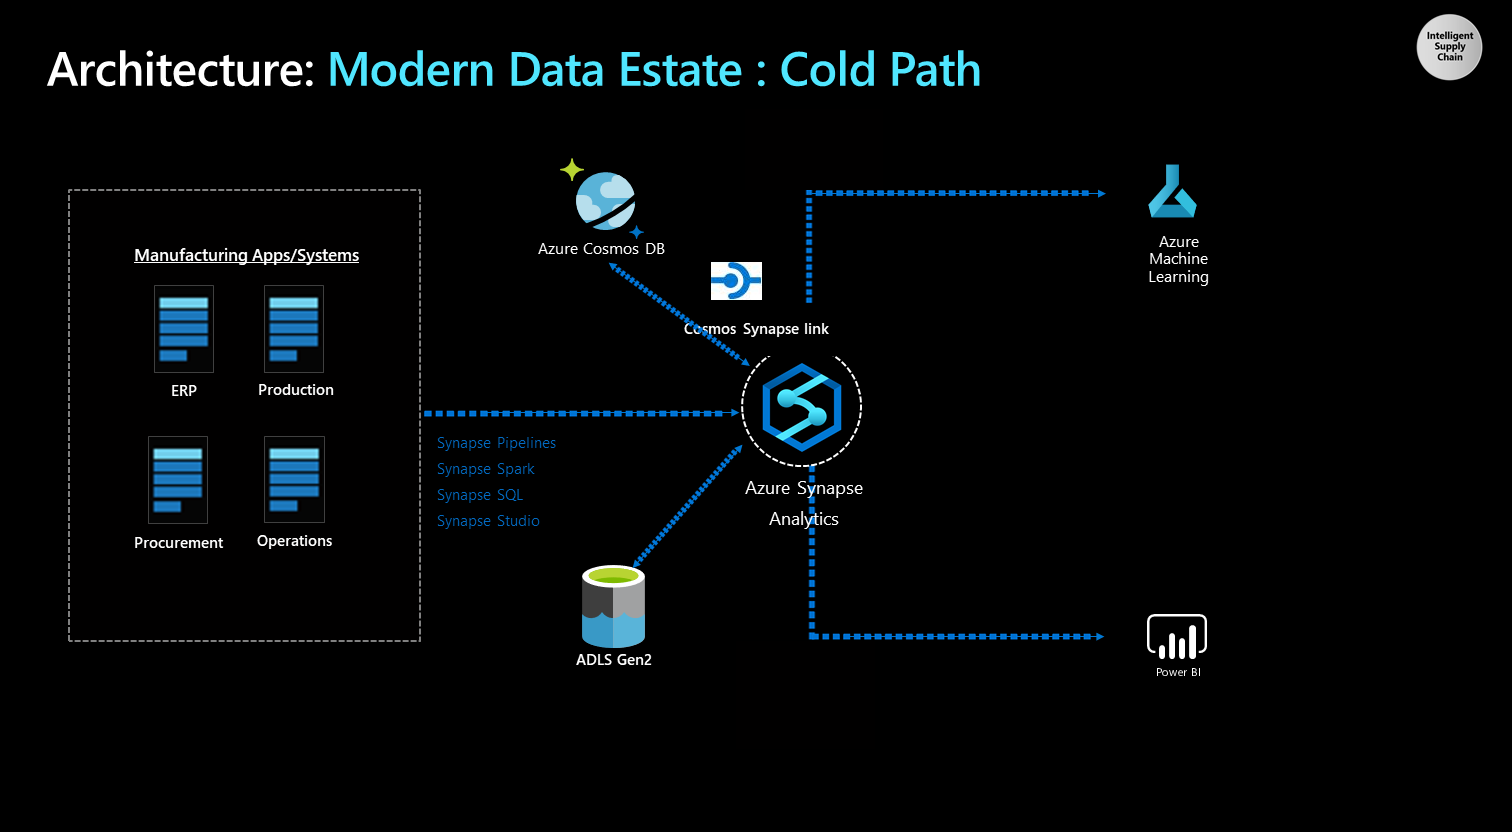 Intelligent
Supply
Chain
Architecture: Modern Data Estate : Cold Path
Manufacturing Apps/Systems
ERP
Production
Procurement
Operations
Azure Cosmos DB
Cosmos Synapse link
Synapse Pipelines
Synapse Spark
Synapse SQL
Synapse Studio
Azure Synapse
Analytics
ADLS Gen2
Azure
Machine
Learning
Power BI